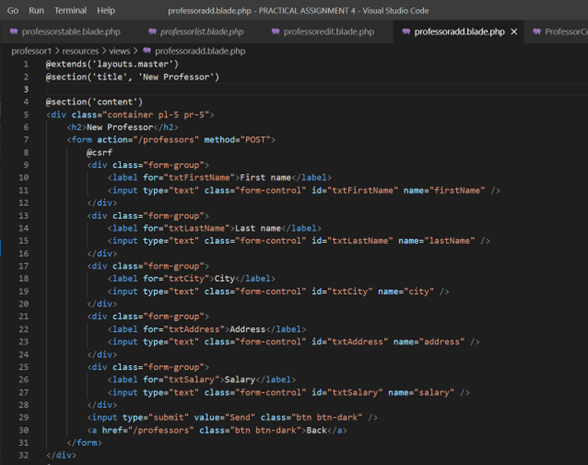 Go Run Terminal Help professoradd.blade.php - PRACTICAL ASSIGNMENT 4 - Visual Studio Code
professorstable.blade.php professorlist.blade.php professoredit.blade.php professoradd.blade.php × 
professor1 > resources > views > professoradd.blade.php
1 @extends('layouts.master')
2 @section('title', 'New Professor')
3
4 @section('content')
5 <div class="container pl-5 pr-5">
6 <h2>New Professor</h2>
7 <form action="/professors" method="POST">
8 @csrf
9 <div class="form-group">
10 <label for="txtFirstName">First name</label>
11 <input type="text" class="form-control" id="txtFirstName" name="firstName" />
12 </div>
13 <div class="form-group">
14 <label for="txtLastName">Last name</label>
15 <input type="text" class="form-control" id="txtLastName" name="lastName" />
16 </div>
17 <div class="form-group">
18 <label for="txtCity">City</label>
19 <input type="text" class="form-control" id="txtCity" name="city" />
20 </div>
21 <div class="form-group">
22 <label for="txtAddress">Address</label>
23 <input type="text" class="form-control" id="txtAddress" name="address" />
24 </div>
25 <div class="form-group">
26 <label for="txtSalary">Salary</label>
27 <input type="text" class="form-control" id="txtSalary" name="salary" />
28 </div>
29 <input type="submit" value="Send" class="btn btn-dark" />
30 <a href="/professors" class="btn btn-dark">Back</a>
31 </form>
32 </div>